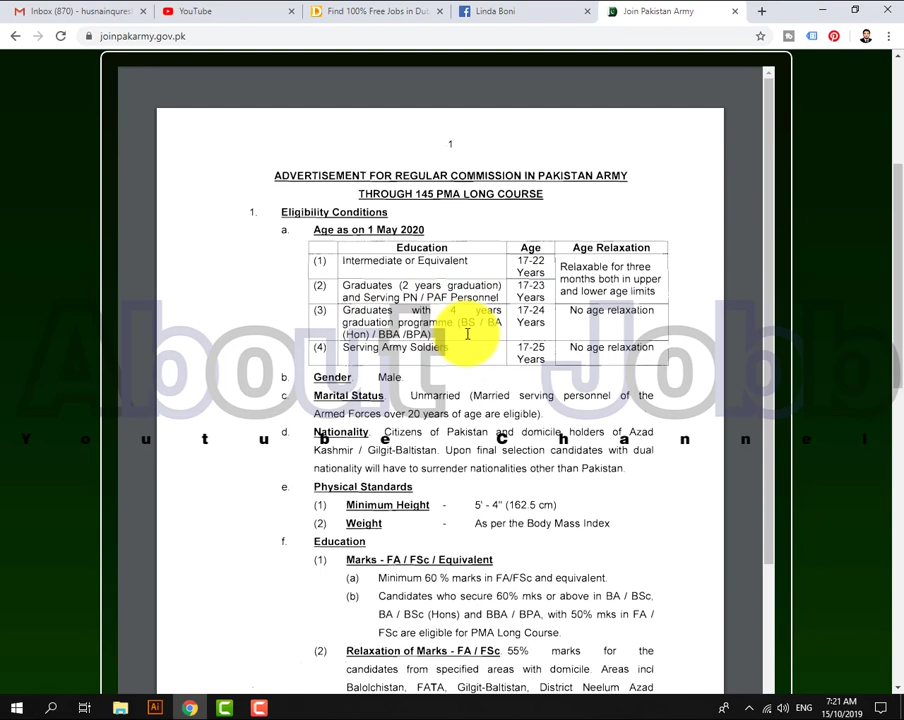 Inbox (870) - husnainqures
YouTube
Find 100% Free Jobs in Du
Linda Boni
Join Pakistan Army
joinpakarmy.gov.pk
1
ADVERTISEMENT FOR REGULAR COMMISSION IN PAKISTAN ARMY
THROUGH 145 PMA LONG COURSE
1. Eligibility Conditions
a. Age as on 1 May 2020
Education Age Age Relaxation
(1) Intermediate or Equivalent 17-22 Years Relaxable for three months both in upper and lower age limits
(2) Graduates (2 years graduation) and Serving PN / PAF Personnel 17-23 Years
(3) Graduates with 4 years graduation programme (BS / BA (Hon) / BBA /BPA) 17-24 Years No age relaxation
(4) Serving Army Soldiers 17-25 Years No age relaxation
b. Gender. Male.
c. Marital Status. Unmarried (Married serving personnel of the
Armed Forces over 20 years of age are eligible).
d. Nationality. Citizens of Pakistan and domicile holders of Azad
Kashmir / Gilgit-Baltistan. Upon final selection candidates with dual
nationality will have to surrender nationalities other than Pakistan.
e. Physical Standards
(1) Minimum Height - 5' - 4" (162.5 cm)
(2) Weight - As per the Body Mass Index
f. Education
(1) Marks - FA / FSc / Equivalent
(a) Minimum 60 % marks in FA/FSc and equivalent.
(b) Candidates who secure 60% mks or above in BA / BSc,
BA / BSc (Hons) and BBA / BPA, with 50% mks in FA /
FSc are eligible for PMA Long Course.
(2) Relaxation of Marks - FA / FSc. 55% marks for the
candidates from specified areas with domicile. Areas incl
Balolchistan, FATA, Gilgit-Baltistan, District Neelum Azad
About Jobb
Youtube Channel
Ai
ENG
7:21 AM
15/10/2019